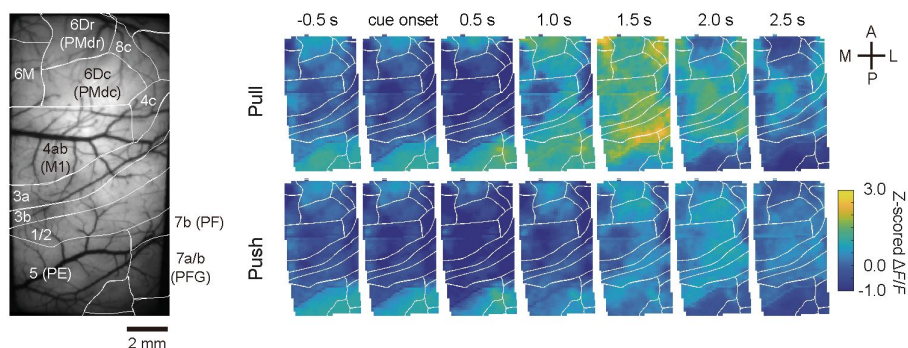 6Dr
(PMdr)
8c
6M
6Dc
(PMdc)
4c
4ab
(M1)
3a
3b
1/2
7b (PF)
5 (PE)
7a/b
(PFG)
2 mm
-0.5 s cue onset 0.5 s 1.0 s 1.5 s 2.0 s 2.5 s
Pull
Push
A
M L
P
3.0
-1.0
Z-scored ΔF/F